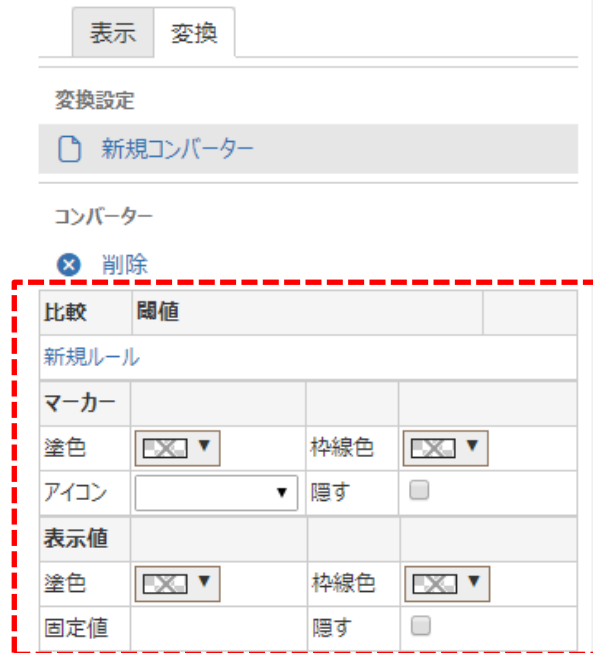 表示 変換
変換設定
新規コンバーター
コンバーター
削除
比較 閾値
新規ルール
マーカー
塗色 枠線色
アイコン 隠す
表示値
塗色 枠線色
固定値 隠す